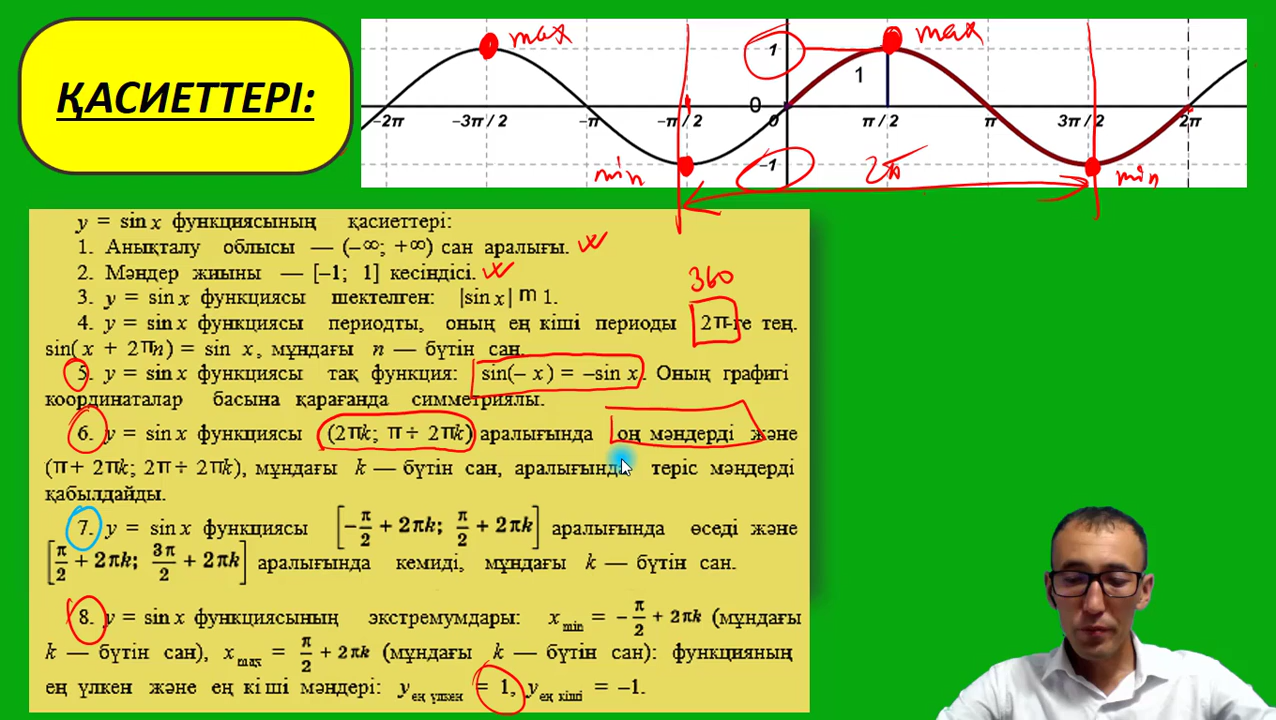 ҚАСИЕТТЕРІ:
max
1
max
1
0
−2π −3π / 2 −π −π / 2 0 π / 2 π 3π / 2 2π
min
−1
2π
min
y = sin x функциясының қасиеттері:
1. Анықталу облысы — (−∞; +∞) сан аралығы.
2. Мәндер жиыны — [−1; 1] кесіндісі.
360
3. y = sin x функциясы шектелген: |sin x| m 1.
4. y = sin x функциясы периодты, оның ең кіші периоды 2π-ге тең.
sin( x + 2πn) = sin x, мұндағы n — бүтін сан.
5. y = sin x функциясы тақ функция: sin(− x) = −sin x. Оның графигі
координаталар басына қарағанда симметриялы.
6. y = sin x функциясы (2πk; π + 2πk) аралығында оң мәндерді және
(π + 2πk; 2π + 2πk), мұндағы k — бүтін сан, аралығында теріс мәндерді
қабылдайды.
7. y = sin x функциясы [−π/2 + 2πk; π/2 + 2πk] аралығында өседі және
[π/2 + 2πk; 3π/2 + 2πk] аралығында кемиді, мұндағы k — бүтін сан.
8. y = sin x функциясының экстремумдары: x min = −π/2 + 2πk (мұндағы
k — бүтін сан), x max = π/2 + 2πk (мұндағы k — бүтін сан): функцияның
ең үлкен және ең кіші мәндері: y ең үлкен = 1, y ең кіші = −1.